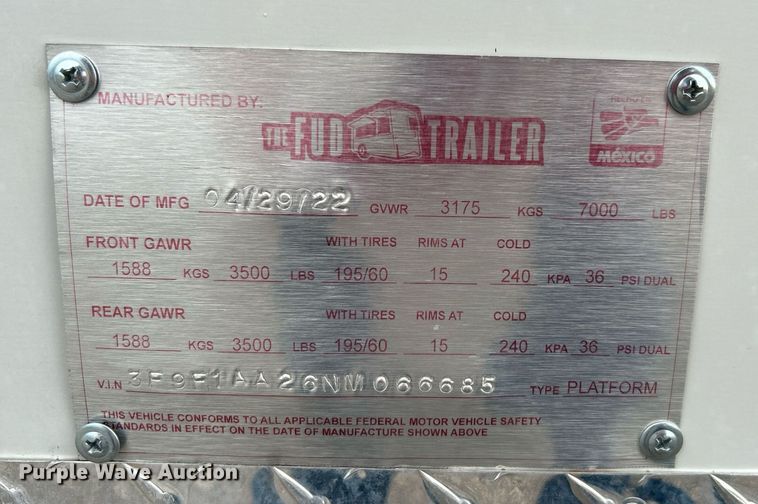 MANUFACTURED BY:
THE FUD TRAILER
HECHO EN
MÉXICO
DATE OF MFG 04/29/22 GVWR 3175 KGS 7000 LBS
FRONT GAWR WITH TIRES RIMS AT COLD
1588 KGS 3500 LBS 195/60 15 240 KPA 36 PSI DUAL
REAR GAWR WITH TIRES RIMS AT COLD
1588 KGS 3500 LBS 195/60 15 240 KPA 36 PSI DUAL
V.I.N 3F9F1AA26NM066685 TYPE PLATFORM
THIS VEHICLE CONFORMS TO ALL APPLICABLE FEDERAL MOTOR VEHICLE SAFETY
STANDARDS IN EFFECT ON THE DATE OF MANUFACTURE SHOWN ABOVE
Purple Wave Auction